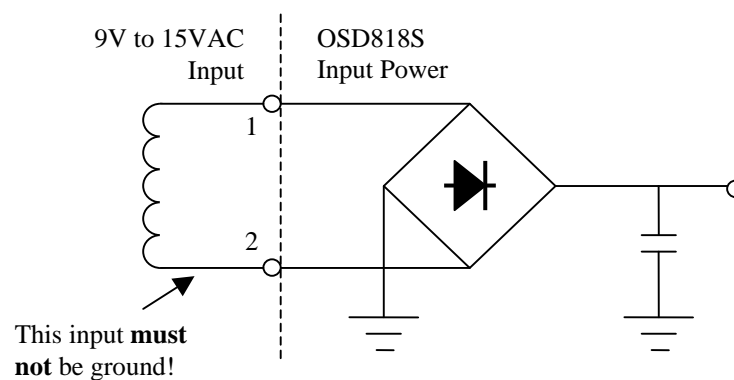 9V to 15VAC
Input
OSD818S
Input Power
1
2
This input must
not be ground!